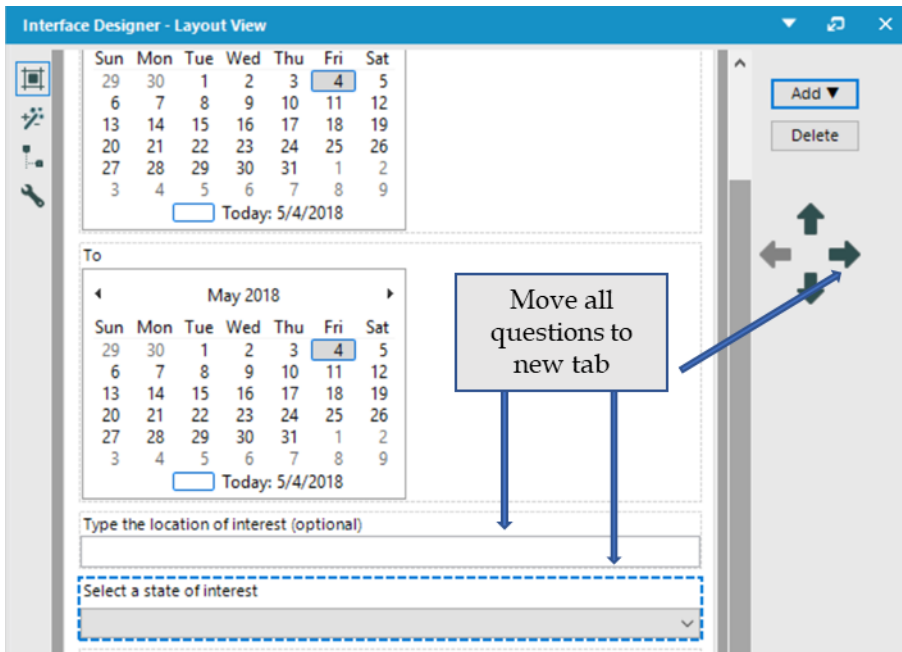 Interface Designer - Layout View
Sun Mon Tue Wed Thu Fri Sat
29 30 1 2 3 4 5
6 7 8 9 10 11 12
13 14 15 16 17 18 19
20 21 22 23 24 25 26
27 28 29 30 31 1 2
3 4 5 6 7 8 9
Today: 5/4/2018
Add ▼
Delete
To
May 2018
Sun Mon Tue Wed Thu Fri Sat
29 30 1 2 3 4 5
6 7 8 9 10 11 12
13 14 15 16 17 18 19
20 21 22 23 24 25 26
27 28 29 30 31 1 2
3 4 5 6 7 8 9
Today: 5/4/2018
Move all
questions to
new tab
Type the location of interest (optional)
Select a state of interest